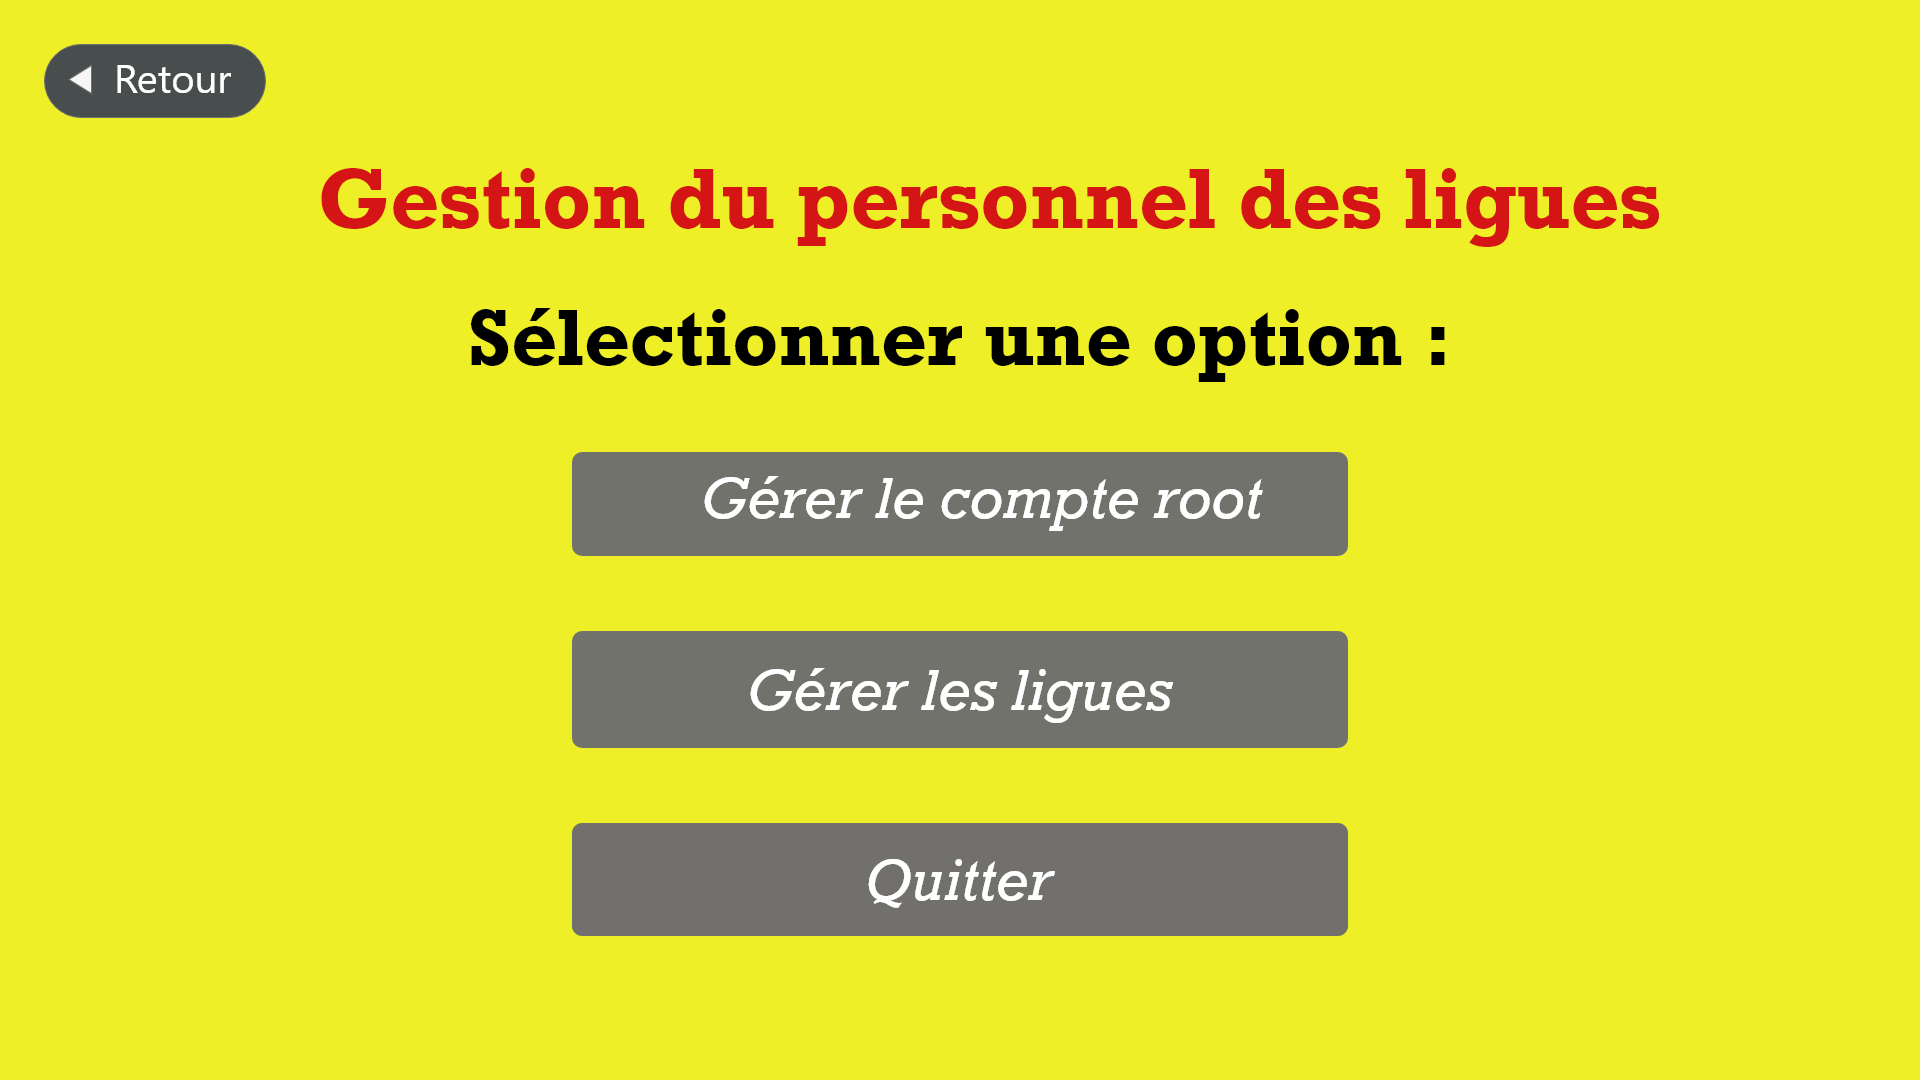 Retour
Gestion du personnel des ligues
Sélectionner une option :
Gérer le compte root
Gérer les ligues
Quitter